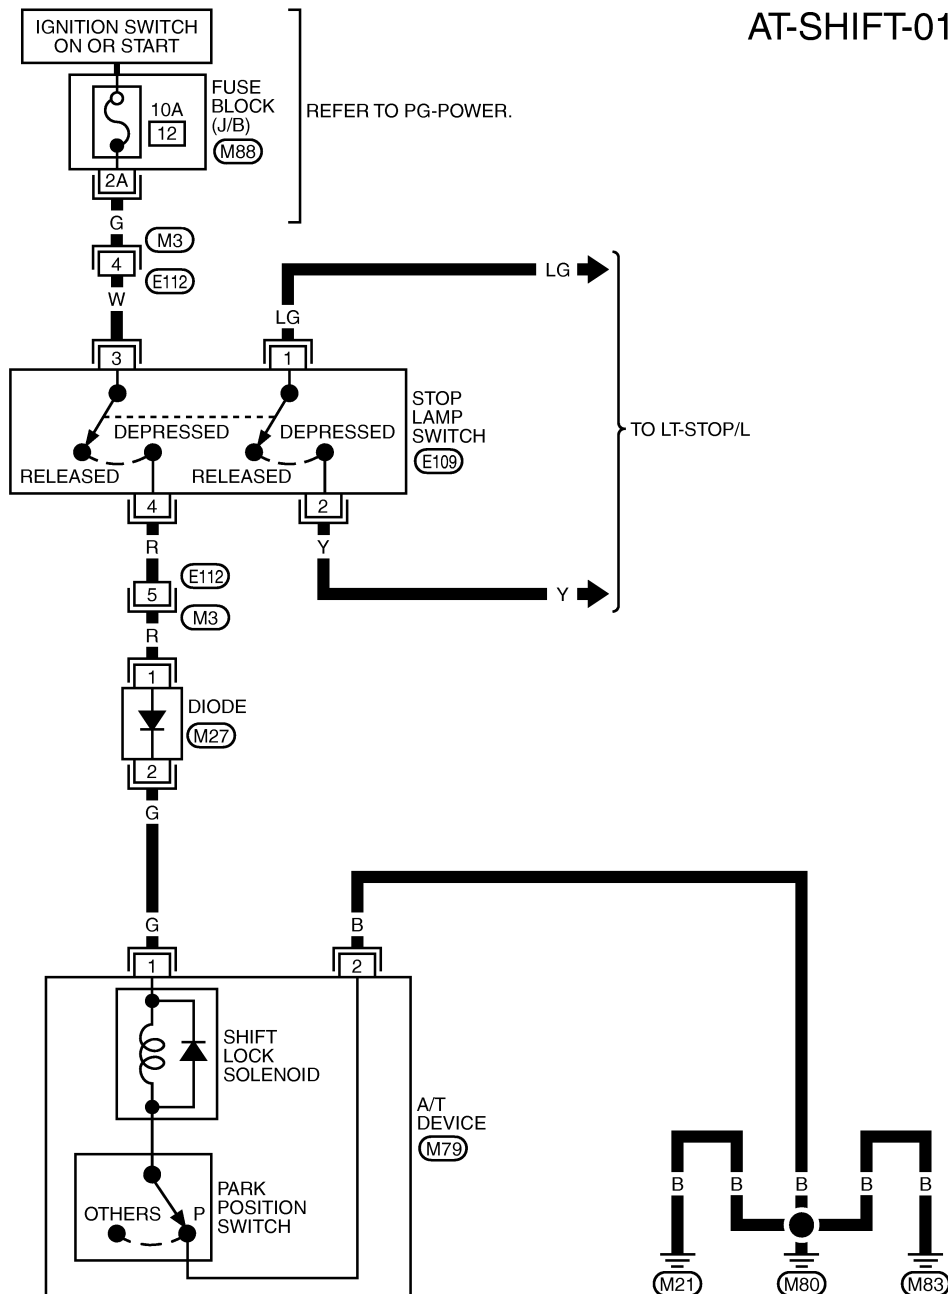 AT-SHIFT-01
IGNITION SWITCH
ON OR START
FUSE
BLOCK
(J/B)
M88
10A
12
REFER TO PG-POWER.
2A
G
M3
4
E112
W
LG
LG
3
1
STOP
LAMP
SWITCH
E109
DEPRESSED
DEPRESSED
RELEASED
RELEASED
TO LT-STOP/L
4
2
R
Y
E112
5
Y
M3
R
1
DIODE
M27
2
G
G
B
1
2
SHIFT
LOCK
SOLENOID
A/T
DEVICE
M79
PARK
POSITION
SWITCH
OTHERS
P
B
B
B
B
B
M21
M80
M83